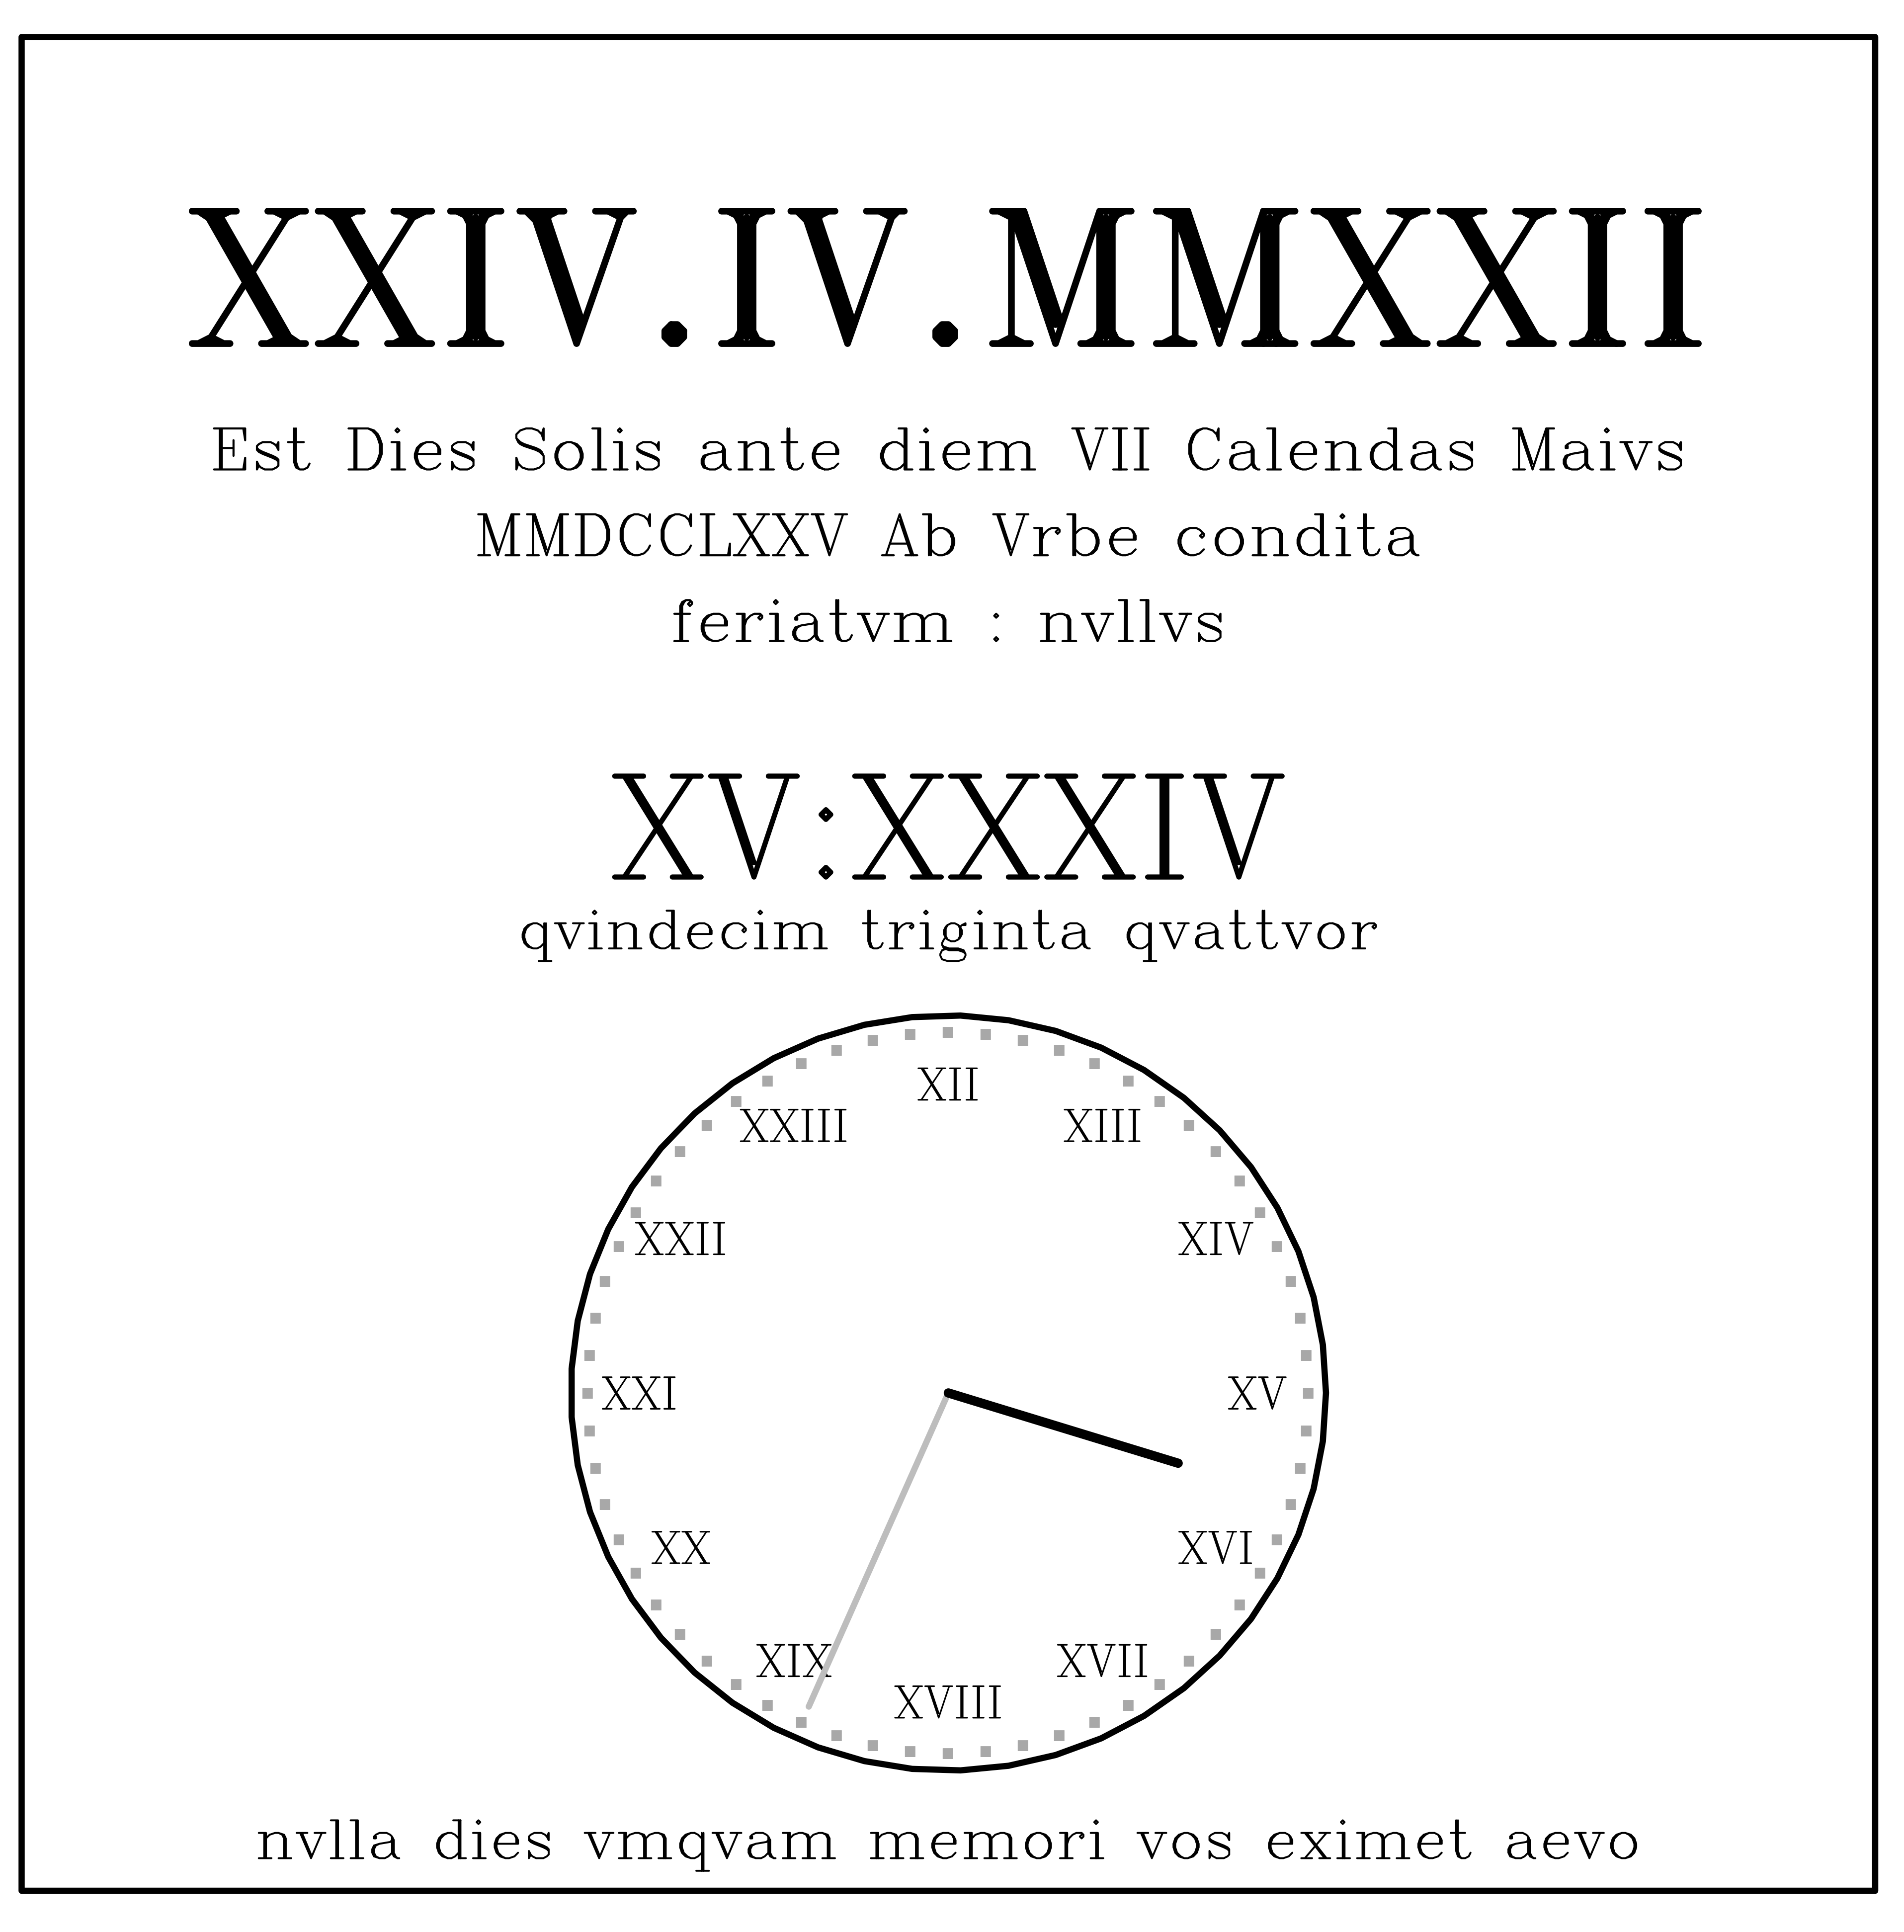 XXIV.IV.MMXXII
Est Dies Solis ante diem VII Calendas Maivs
MMDCCLXXV Ab Vrbe condita
feriatvm : nvllvs
XV:XXXIV
qvindecim triginta qvattvor
XII
XXIII XIII
XXII XIV
XXI XV
XX XVI
XIX XVII
XVIII
nvlla dies vmqvam memori vos eximet aevo